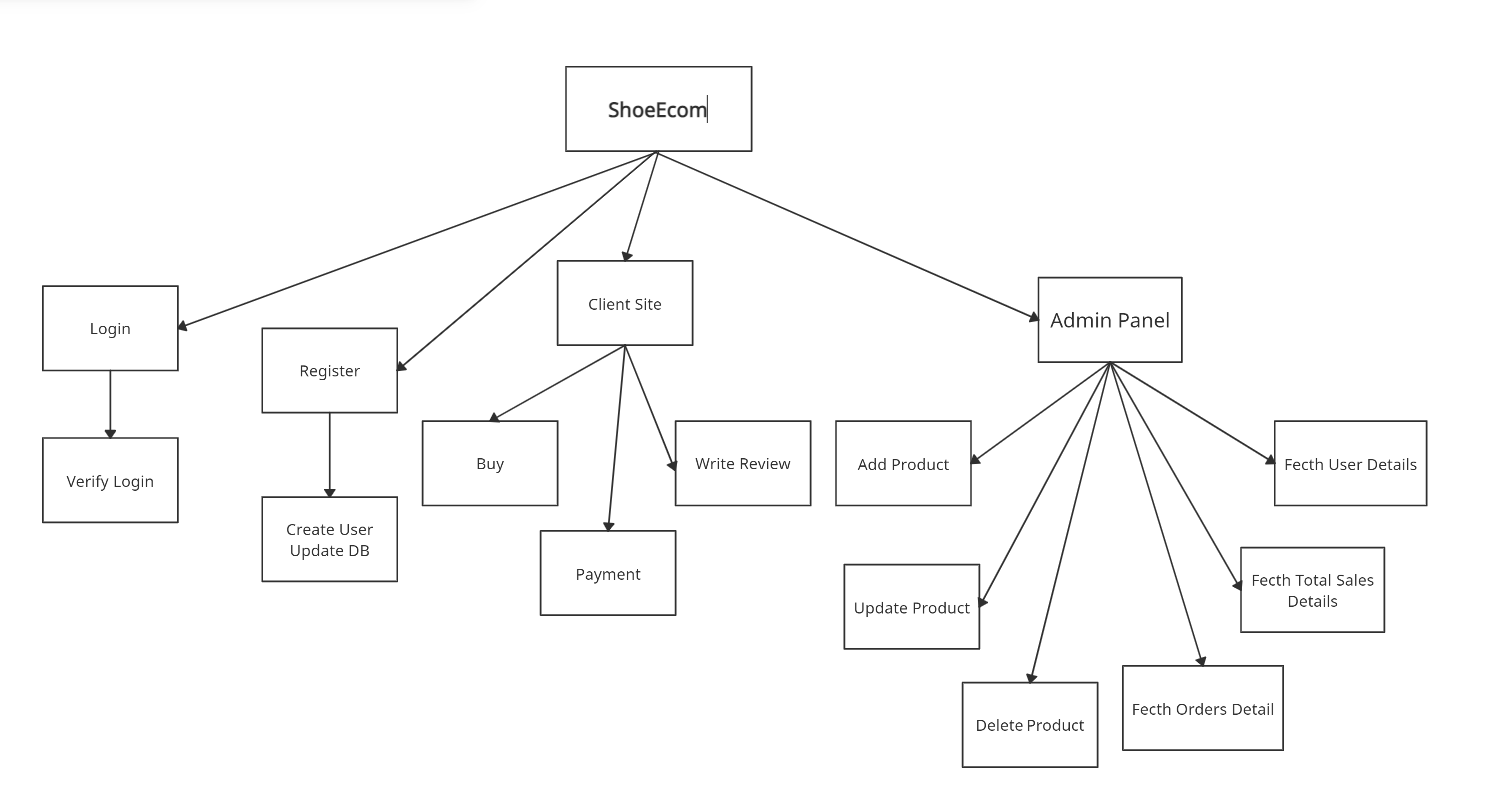 ShoeEcom
Login
Register
Client Site
Admin Panel
Verify Login
Create User
Update DB
Buy
Payment
Write Review
Add Product
Update Product
Delete Product
Fecth Orders Detail
Fecth Total Sales
Details
Fecth User Details